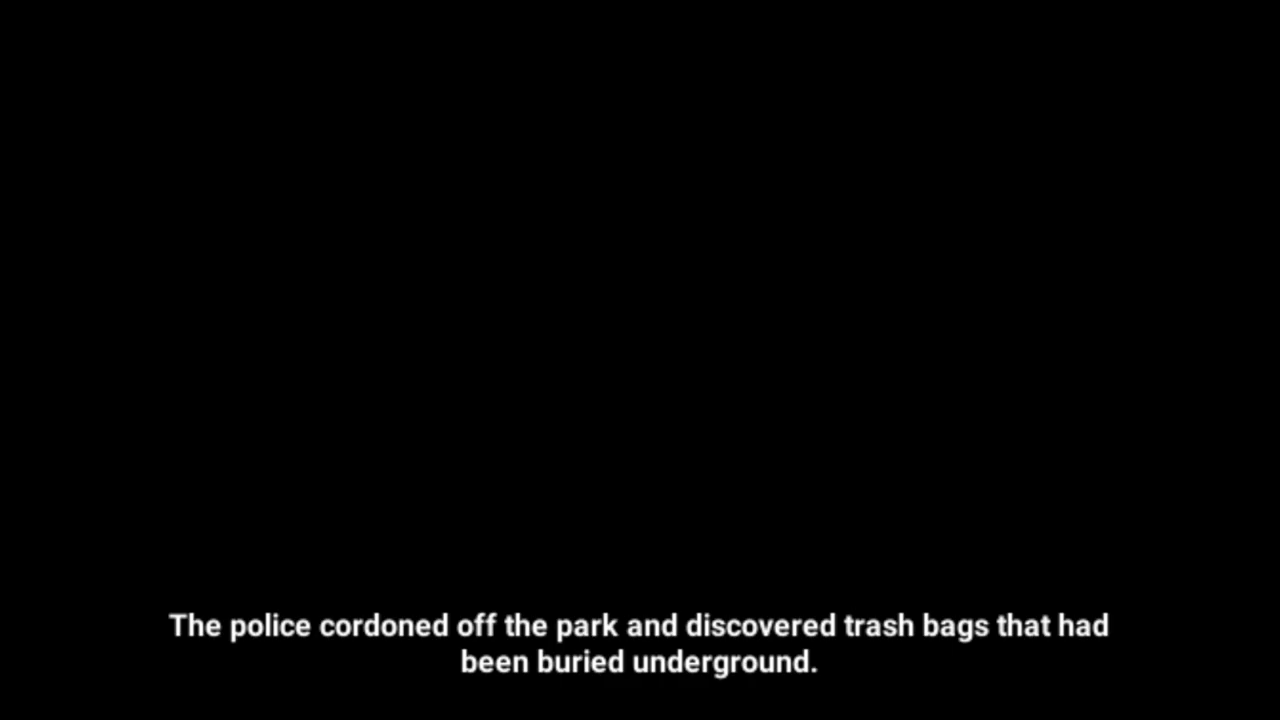 The police cordoned off the park and discovered trash bags that had
been buried underground.